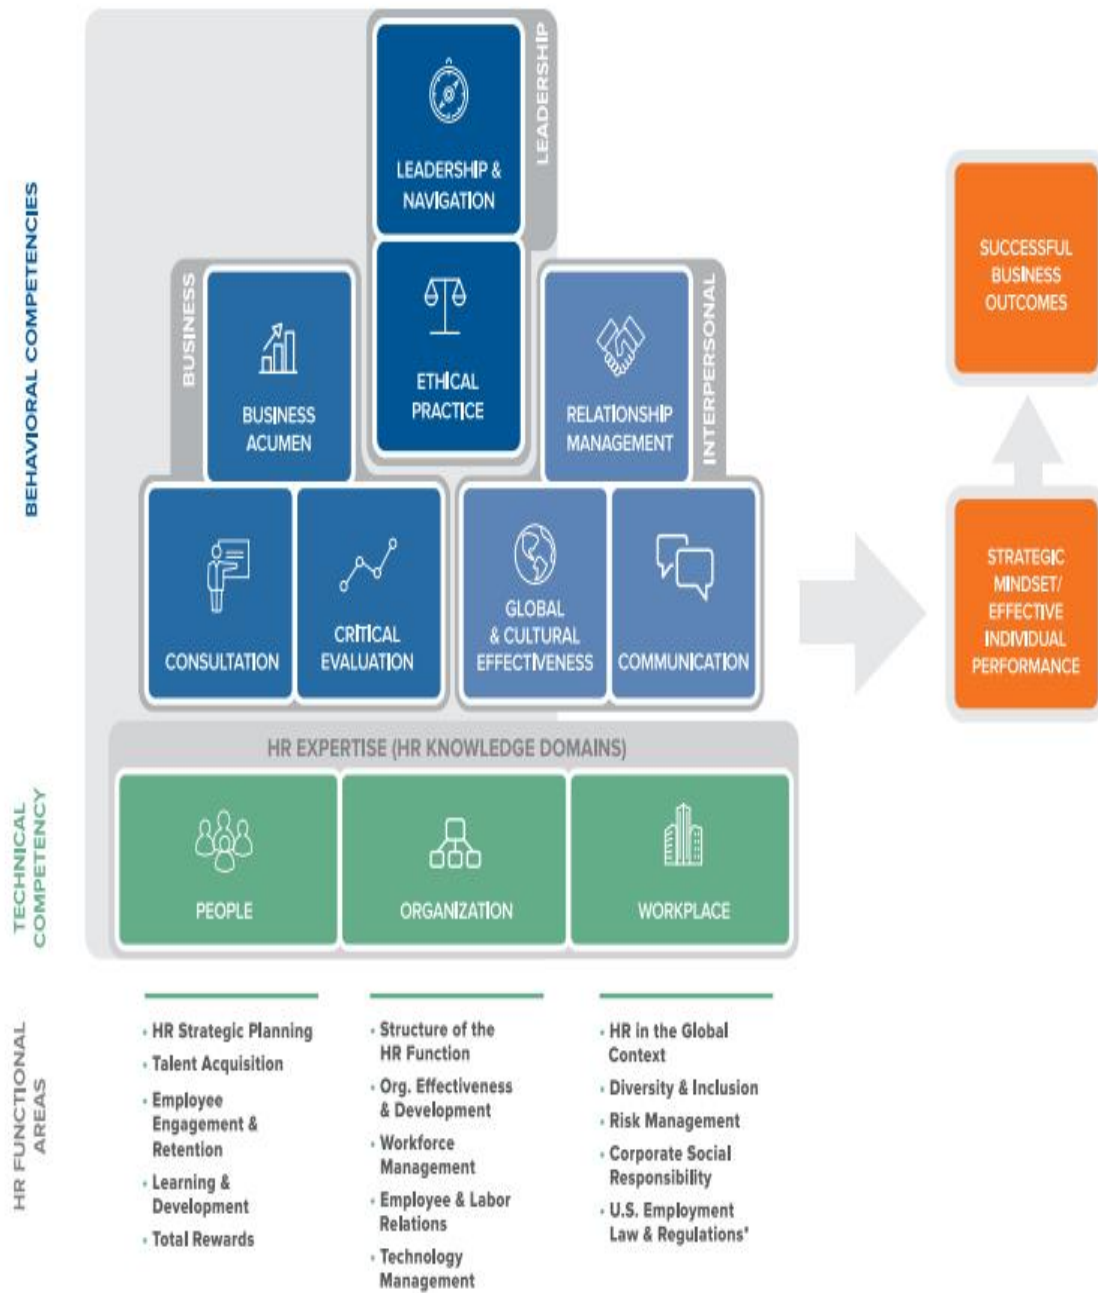 BEHAVIORAL COMPETENCIES
LEADERSHIP
LEADERSHIP &
NAVIGATION
ETHICAL
PRACTICE
BUSINESS
BUSINESS
ACUMEN
CONSULTATION
CRITICAL
EVALUATION
INTERPERSONAL
RELATIONSHIP
MANAGEMENT
GLOBAL
& CULTURAL
EFFECTIVENESS
COMMUNICATION
SUCCESSFUL
BUSINESS
OUTCOMES
STRATEGIC
MINDSET/
EFFECTIVE
INDIVIDUAL
PERFORMANCE
TECHNICAL
COMPETENCY
HR EXPERTISE (HR KNOWLEDGE DOMAINS)
PEOPLE
ORGANIZATION
WORKPLACE
HR FUNCTIONAL
AREAS
• HR Strategic Planning
• Talent Acquisition
• Employee
Engagement &
Retention
• Learning &
Development
• Total Rewards
• Structure of the
HR Function
• Org. Effectiveness
& Development
• Workforce
Management
• Employee & Labor
Relations
• Technology
Management
• HR in the Global
Context
• Diversity & Inclusion
• Risk Management
• Corporate Social
Responsibility
• U.S. Employment
Law & Regulations*